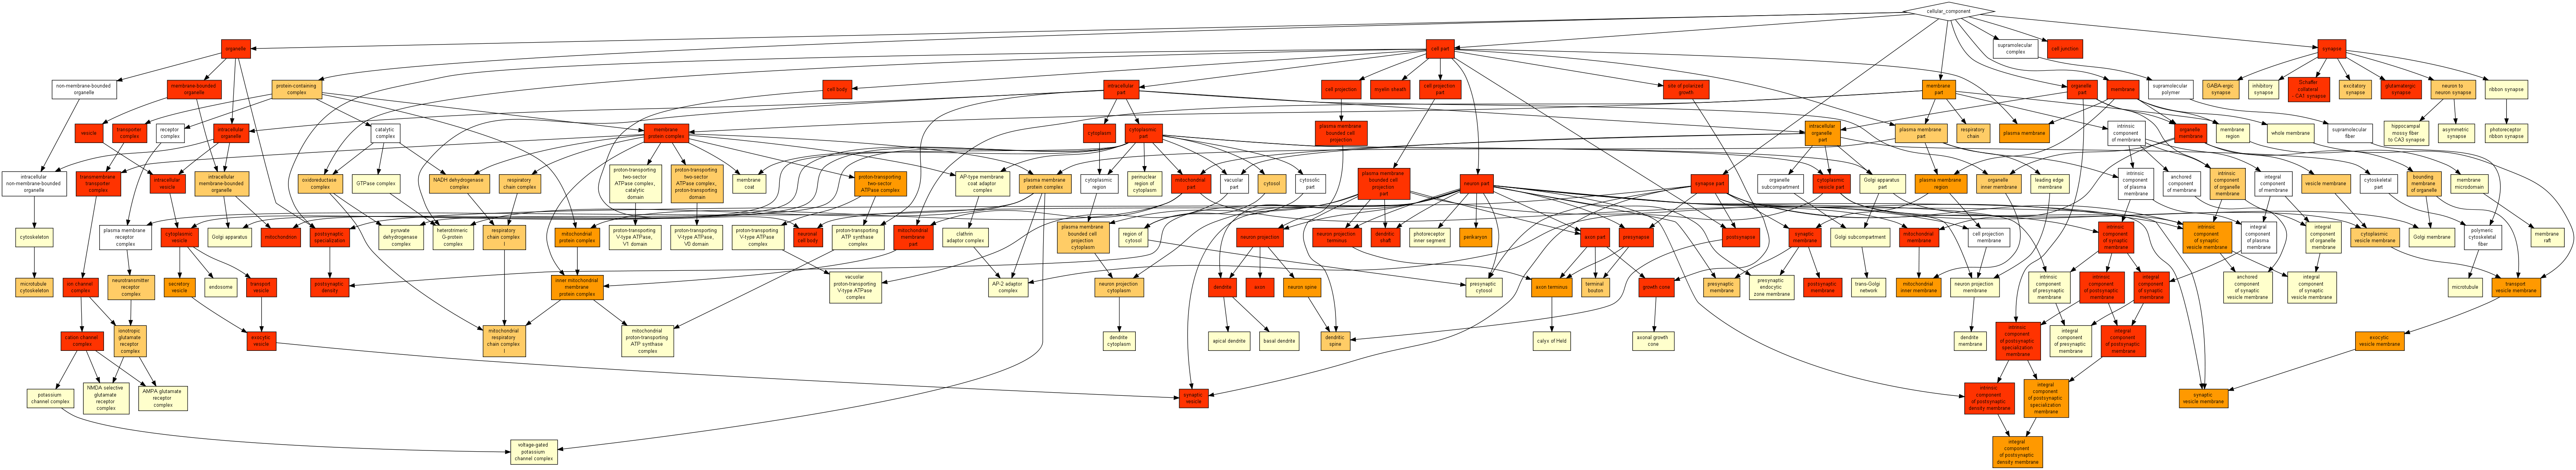 cellular_component
organelle
cell part
supramolecular
complex
cell junction
synapse
non-membrane-bounded
organelle
membrane-bounded
organelle
protein-containing
complex
cell body
intracellular
part
cell projection
myelin sheath
cell projection
part
site of polarized
growth
membrane
part
organelle
part
membrane
supramolecular
polymer
GABA-ergic
synapse
inhibitory
synapse
Schaffer
collateral
CA1 synapse
excitatory
synapse
glutamatergic
synapse
neuron to
neuron synapse
ribbon synapse
vesicle
transporter
complex
receptor
complex
intracellular
organelle
catalytic
complex
membrane
protein complex
cytoplasm
cytoplasmic
part
plasma membrane
bounded cell
projection
intracellular
organelle
part
plasma membrane
part
respiratory
chain
plasma membrane
intrinsic
component
of membrane
organelle
membrane
membrane
region
whole membrane
supramolecular
fiber
hippocampal
mossy fiber
to CA3 synapse
asymmetric
synapse
photoreceptor
ribbon synapse
intracellular
non-membrane-bounded
organelle
transmembrane
transporter
complex
intracellular
vesicle
intracellular
membrane-bounded
organelle
oxidoreductase
complex
GTPase complex
NADH dehydrogenase
complex
respiratory
chain complex
proton-transporting
two-sector
ATPase complex,
catalytic
domain
proton-transporting
two-sector
ATPase complex,
proton-transporting
domain
membrane
coat
proton-transporting
two-sector
ATPase complex
AP-type membrane
coat adaptor
complex
plasma membrane
protein complex
cytoplasmic
region
perinuclear
region of
cytoplasm
mitochondrial
part
vacuolar
part
cytosol
cytosolic
part
plasma membrane
bounded cell
projection
part
neuron part
synapse part
organelle
subcompartment
cytoplasmic
vesicle part
Golgi apparatus
part
plasma membrane
region
organelle
inner membrane
leading edge
membrane
intrinsic
component
of plasma
membrane
anchored
component
of membrane
intrinsic
component
of organelle
membrane
integral
component
of membrane
vesicle membrane
cytoskeletal
part
bounding
membrane
of organelle
membrane
microdomain
cytoskeleton
plasma membrane
receptor
complex
cytoplasmic
vesicle
Golgi apparatus
mitochondrion
postsynaptic
specialization
pyruvate
dehydrogenase
complex
heterotrimeric
G-protein
complex
respiratory
chain complex
I
mitochondrial
protein complex
proton-transporting
V-type ATPase,
V1 domain
proton-transporting
V-type ATPase,
V0 domain
proton-transporting
V-type ATPase
complex
neuronal
cell body
proton-transporting
ATP synthase
complex
mitochondrial
membrane
part
clathrin
adaptor complex
plasma membrane
bounded cell
projection
cytoplasm
region of
cytosol
neuron projection
neuron projection
terminus
dendritic
shaft
photoreceptor
inner segment
perikaryon
axon part
presynapse
postsynapse
synaptic
membrane
Golgi subcompartment
mitochondrial
membrane
cell projection
membrane
intrinsic
component
of synaptic
membrane
intrinsic
component
of synaptic
vesicle membrane
integral
component
of plasma
membrane
integral
component
of organelle
membrane
cytoplasmic
vesicle membrane
Golgi membrane
polymeric
cytoskeletal
fiber
membrane
raft
microtubule
cytoskeleton
ion channel
complex
neurotransmitter
receptor
complex
secretory
vesicle
endosome
transport
vesicle
postsynaptic
density
inner mitochondrial
membrane
protein complex
vacuolar
proton-transporting
V-type ATPase
complex
AP-2 adaptor
complex
neuron projection
cytoplasm
dendrite
axon
neuron spine
presynaptic
cytosol
axon terminus
terminal
bouton
growth cone
presynaptic
membrane
presynaptic
endocytic
zone membrane
postsynaptic
membrane
trans-Golgi
network
mitochondrial
inner membrane
neuron projection
membrane
intrinsic
component
of presynaptic
membrane
intrinsic
component
of postsynaptic
membrane
integral
component
of synaptic
membrane
anchored
component
of synaptic
vesicle membrane
integral
component
of synaptic
vesicle membrane
microtubule
transport
vesicle membrane
cation channel
complex
ionotropic
glutamate
receptor
complex
exocytic
vesicle
mitochondrial
respiratory
chain complex
I
mitochondrial
proton-transporting
ATP synthase
complex
dendrite
cytoplasm
apical dendrite
basal dendrite
dendritic
spine
calyx of Held
axonal growth
cone
dendrite
membrane
intrinsic
component
of postsynaptic
specialization
membrane
integral
component
of presynaptic
membrane
integral
component
of postsynaptic
membrane
exocytic
vesicle membrane
potassium
channel complex
NMDA selective
glutamate
receptor
complex
AMPA glutamate
receptor
complex
synaptic
vesicle
intrinsic
component
of postsynaptic
density membrane
integral
component
of postsynaptic
specialization
membrane
synaptic
vesicle membrane
voltage-gated
potassium
channel complex
integral
component
of postsynaptic
density membrane